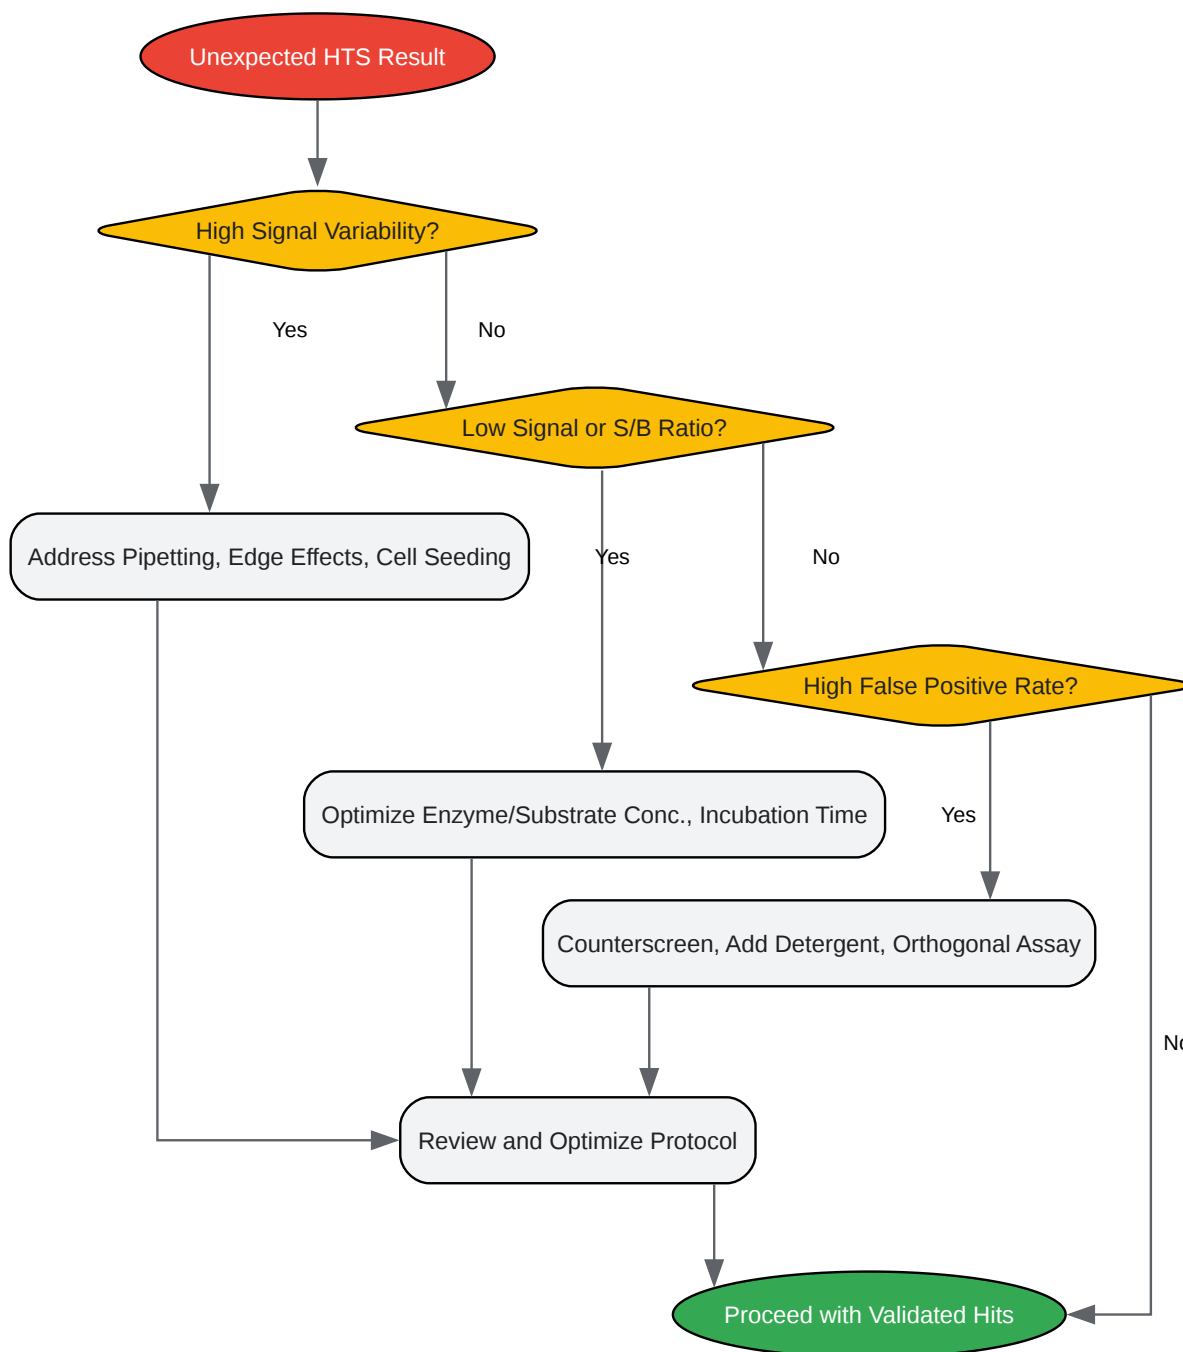 Unexpected HTS Result
High Signal Variability?
Yes
No
Low Signal or S/B Ratio?
Address Pipetting, Edge Effects, Cell Seeding
Yes
No
High False Positive Rate?
Optimize Enzyme/Substrate Conc., Incubation Time
Yes
Counterscreen, Add Detergent, Orthogonal Assay
No
Review and Optimize Protocol
Proceed with Validated Hits